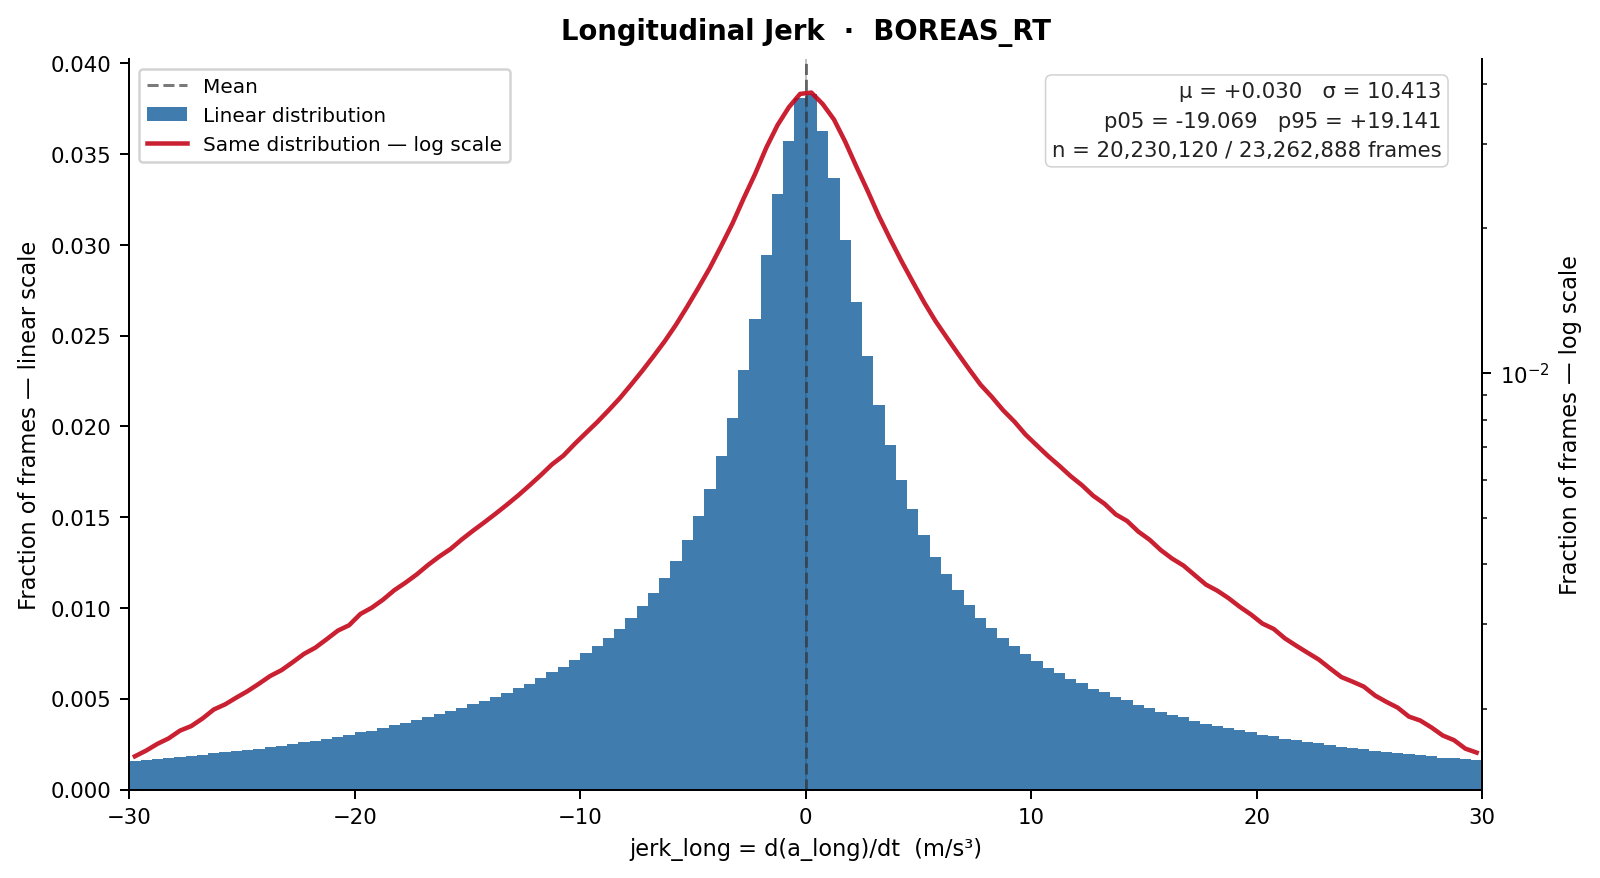 Longitudinal Jerk · BOREAS_RT
Mean
Linear distribution
Same distribution — log scale
μ = +0.030 σ = 10.413
p05 = -19.069 p95 = +19.141
n = 20,230,120 / 23,262,888 frames
Fraction of frames — linear scale
0.040
0.035
0.030
0.025
0.020
0.015
0.010
0.005
0.000
10⁻²
Fraction of frames — log scale
−30
−20
−10
0
10
20
30
jerk_long = d(a_long)/dt (m/s³)